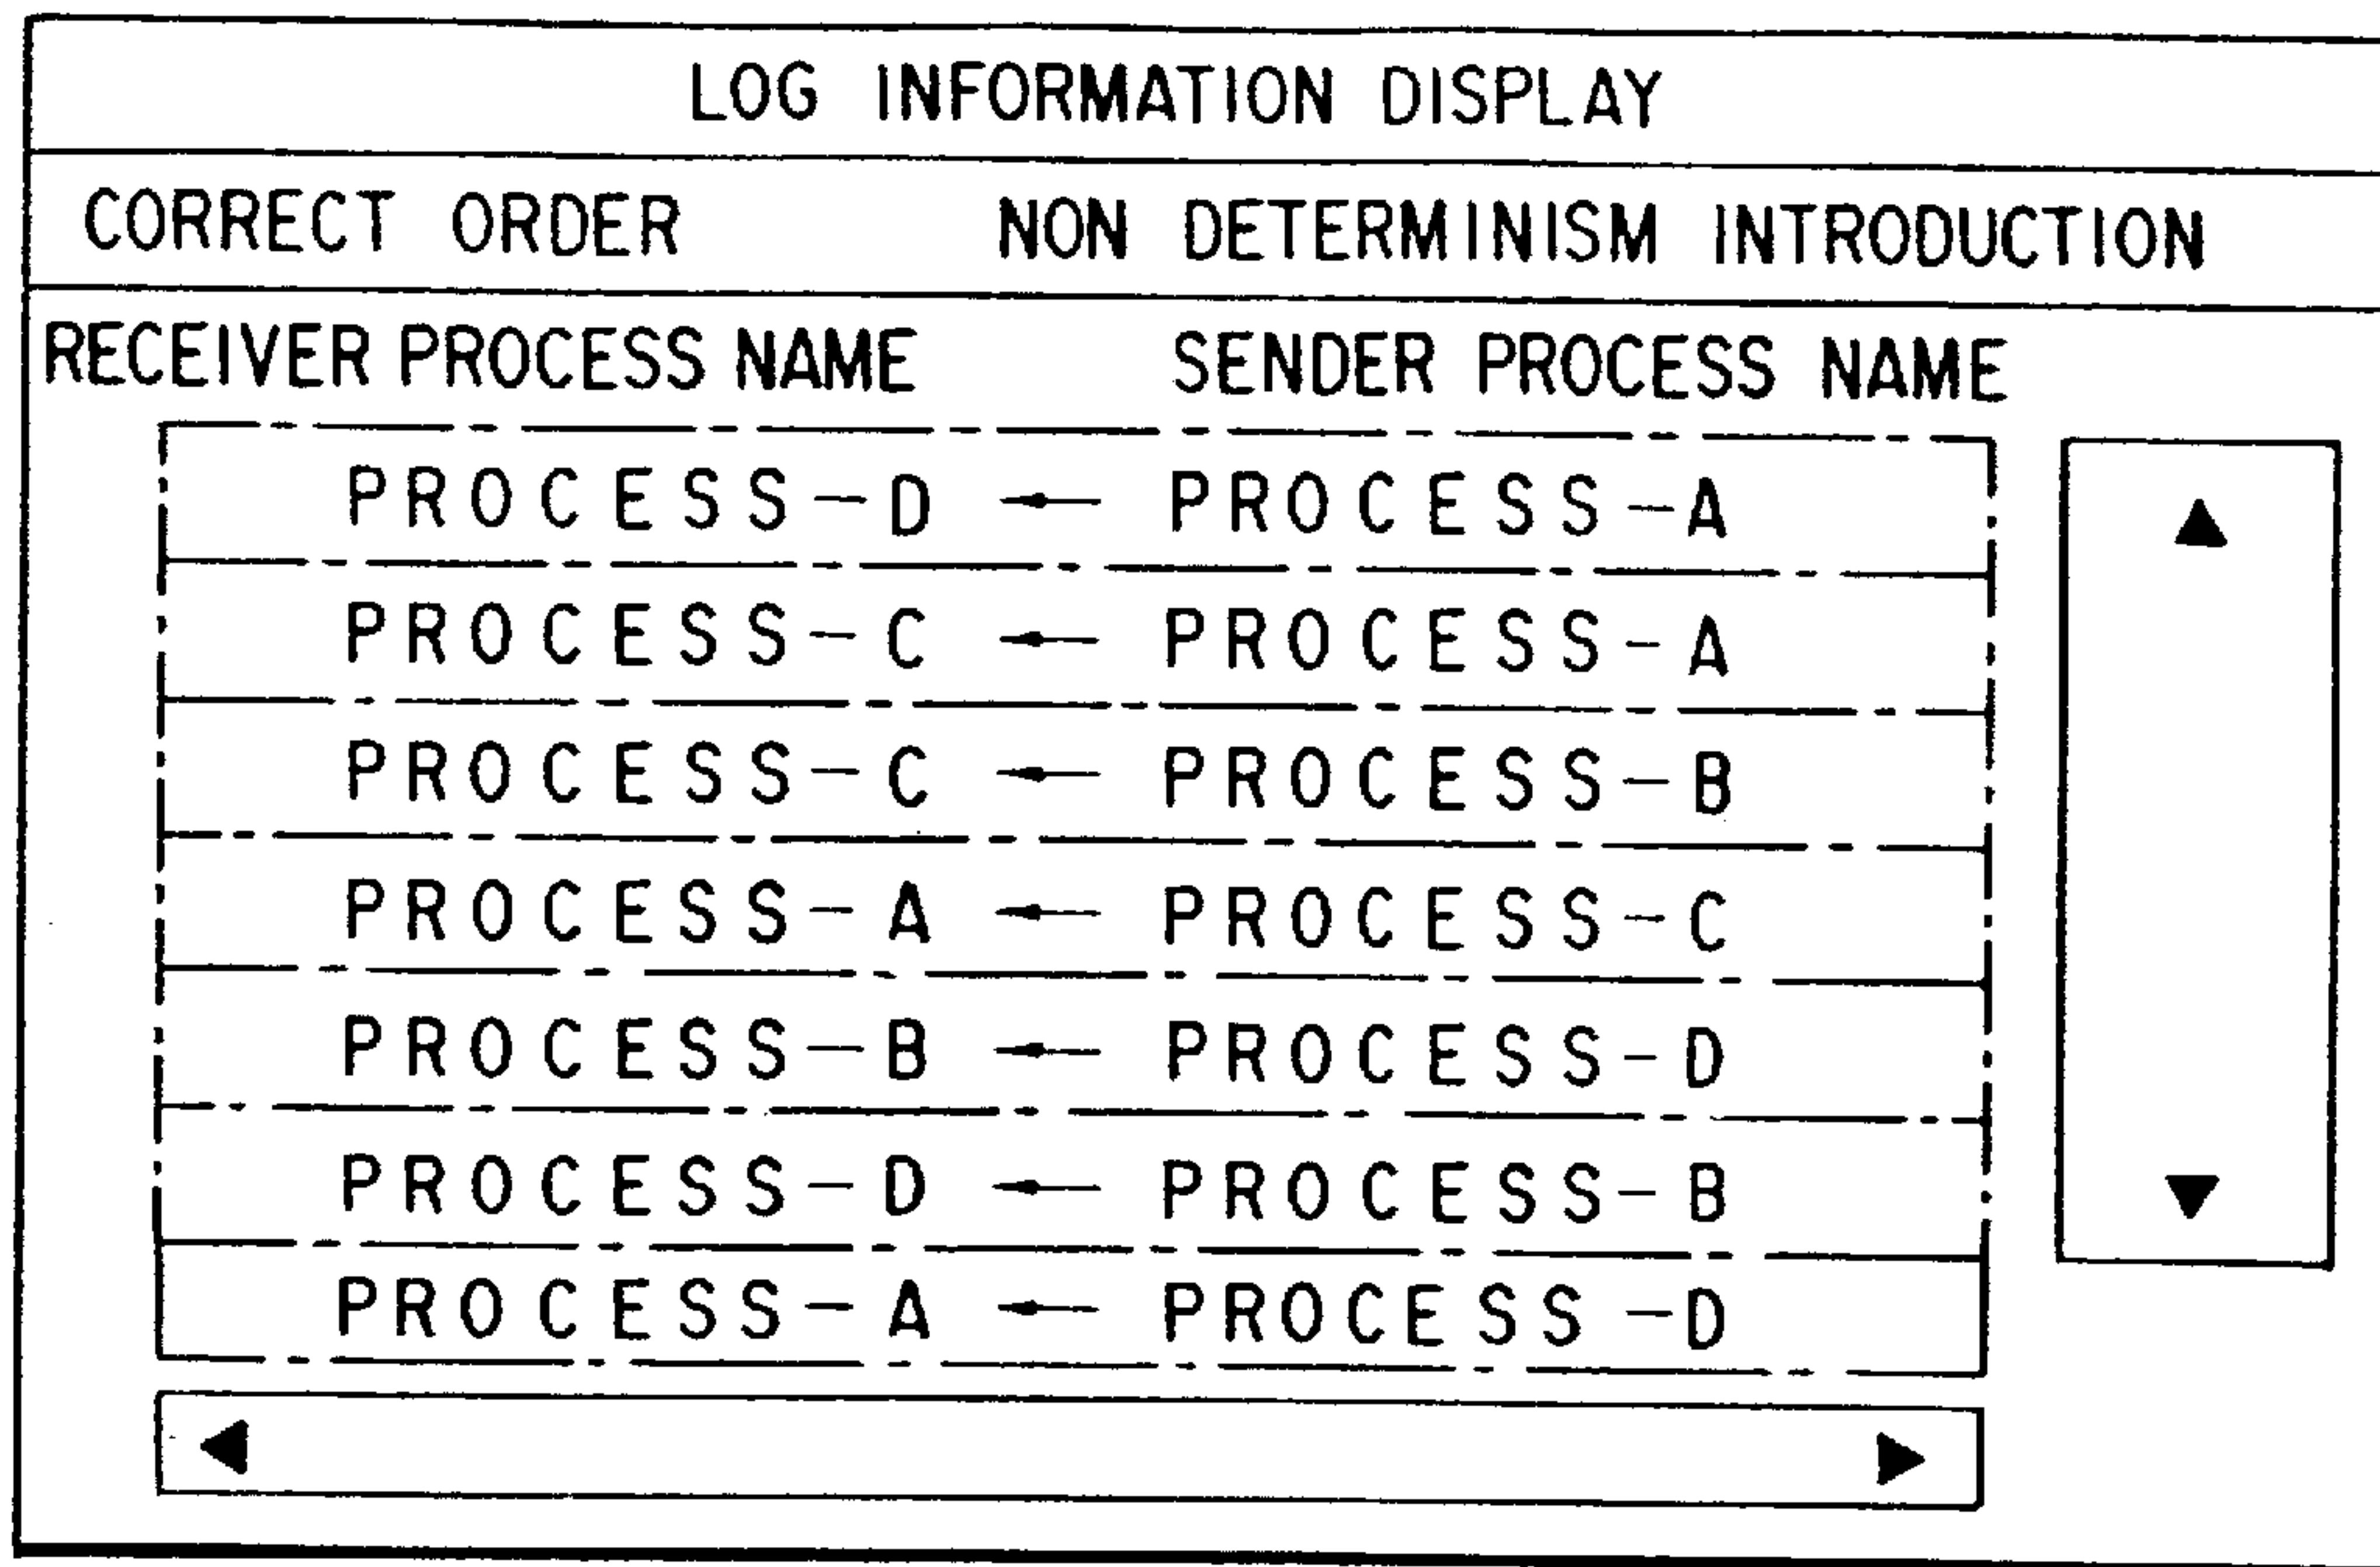 LOG INFORMATION DISPLAY
CORRECT ORDER NON DETERMINISM INTRODUCTION
RECEIVER PROCESS NAME SENDER PROCESS NAME
PROCESS-D ← PROCESS-A
PROCESS-C ← PROCESS-A
PROCESS-C ← PROCESS-B
PROCESS-A ← PROCESS-C
PROCESS-B ← PROCESS-D
PROCESS-D ← PROCESS-B
PROCESS-A ← PROCESS-D